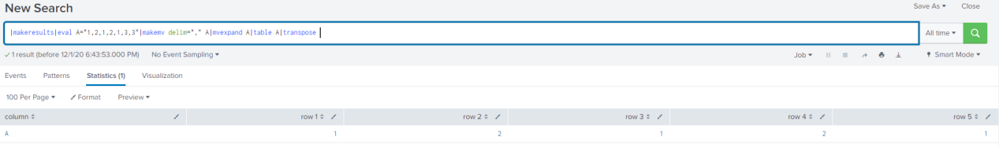 New Search
Save As Close
|makeresults|eval A="1,2,1,2,1,3,3"|makemv delim="," A|mvexpand A|table A|transpose
All time
1 result (before 12/1/20 6:43:53.000 PM) No Event Sampling
Job Smart Mode
Events Patterns Statistics (1) Visualization
100 Per Page Format Preview
column row 1 row 2 row 3 row 4 row 5
A 1 2 1 2 1